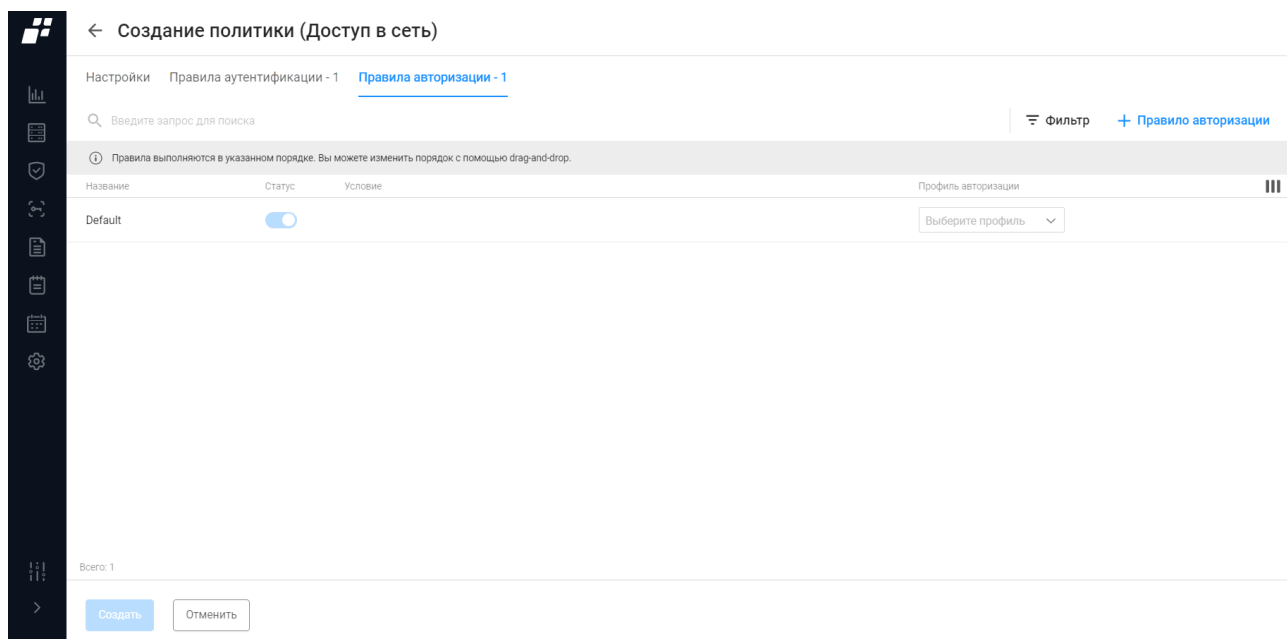 Создание политики (Доступ в сеть)
Настройки Правила аутентификации - 1 Правила авторизации - 1
Введите запрос для поиска Фильтр + Правило авторизации
Правила выполняются в указанном порядке. Вы можете изменить порядок с помощью drag-and-drop.
Название Статус Условие Профиль авторизации
Default Выберите профиль
Всего: 1
Создать Отменить